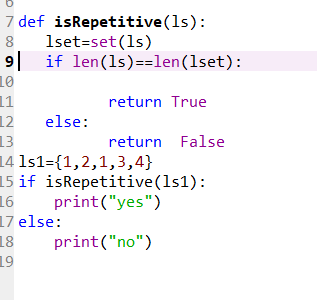 6
7 def isRepetitive(ls):
8     lset=set(ls)
9     if len(ls)==len(lset):
10
11             return True
12     else:
13             return  False
14 ls1={1,2,1,3,4}
15 if isRepetitive(ls1):
16     print("yes")
17 else:
18     print("no")
19